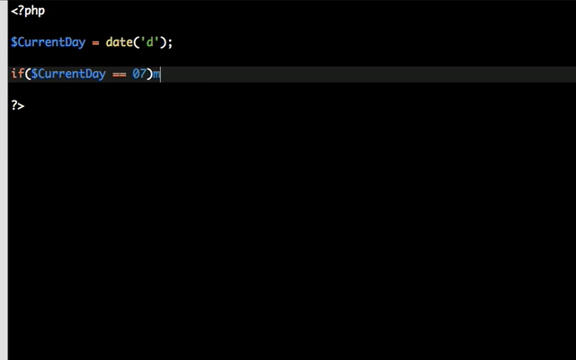 <?php
$CurrentDay = date('d');
if($CurrentDay == 07)m
?>